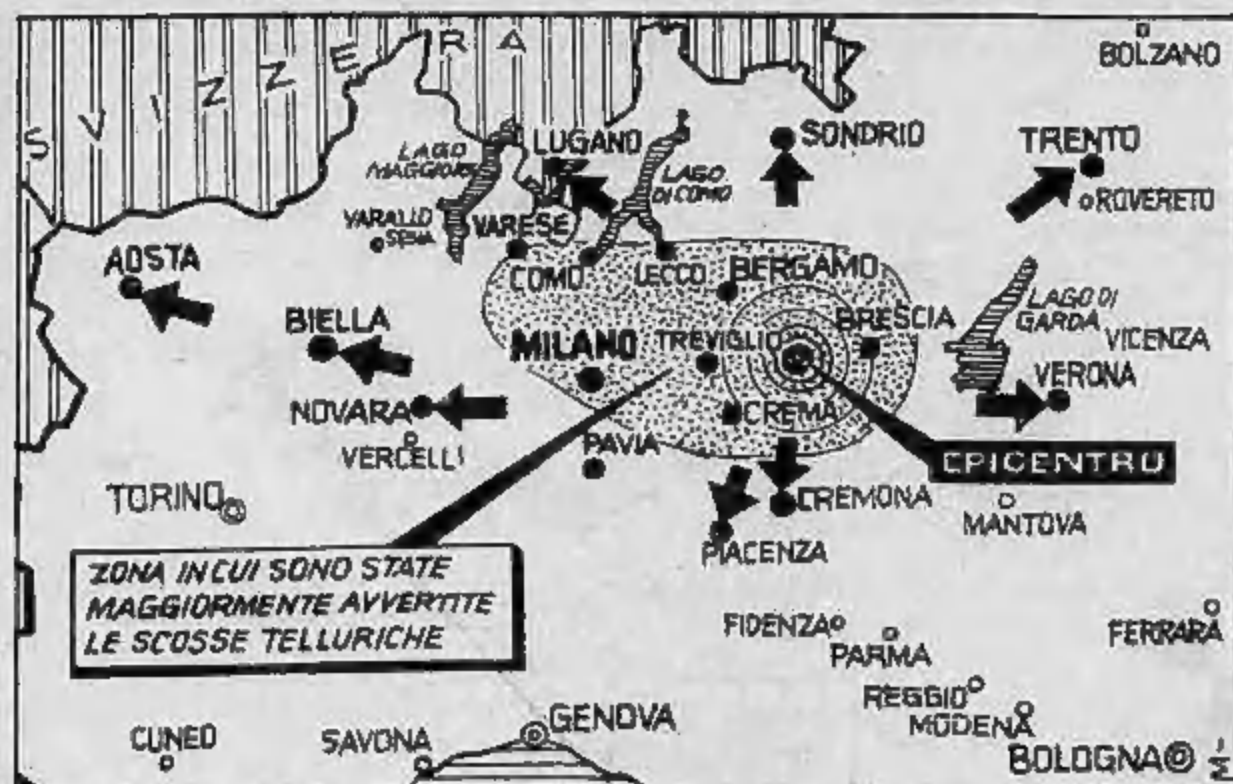 SVIZZERA
BOLZANO
LUGANO
SONDRIO
TRENTO
LAGO
MAGGIORE
LAGO
DI COMO
ROVERETO
VARALLO
VARESE
AOSTA
COMO
LECCO
BERGAMO
LAGO DI
GARDA
BIELLA
BRESCIA
VICENZA
MILANO
TREVIGLIO
VERONA
NOVARA
CREMA
VERCELLI
PAVIA
EPICENTRO
TORINO
CREMONA
MANTOVA
PIACENZA
ZONA IN CUI SONO STATE
MAGGIORMENTE AVVERTITE
LE SCOSSE TELLURICHE
FIDENZA
PARMA
FERRARA
REGGIO
MODENA
GENOVA
CUNEO
SAVONA
BOLOGNA